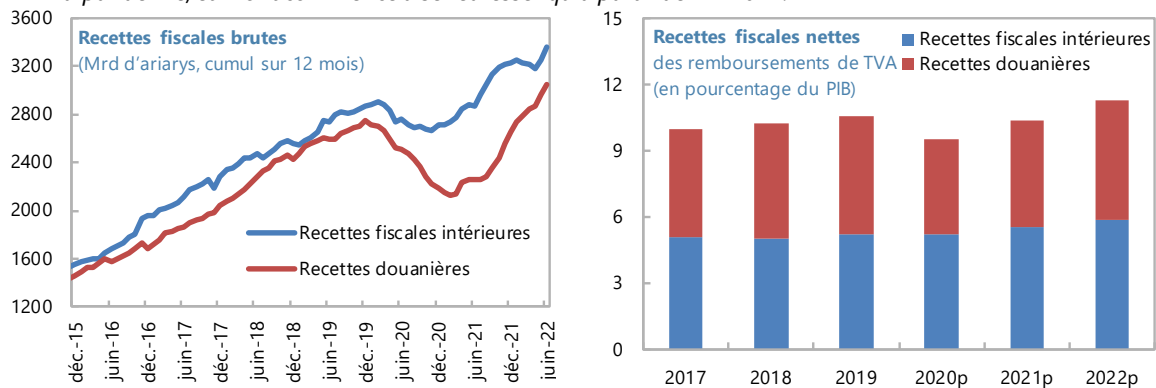 3600
3200
2800
2400
2000
1600
1200
Recettes fiscales brutes
(Mrd d'ariarys, cumul sur 12 mois)
Recettes fiscales intérieures
Recettes douanières
déc.-15
juin-16
déc.-16
juin-17
déc.-17
juin-18
déc.-18
juin-19
déc.-19
juin-20
déc.-20
juin-21
déc.-21
juin-22
15
12
9
6
3
0
Recettes fiscales nettes
des remboursements de TVA
(en pourcentage du PIB)
Recettes fiscales intérieures
Recettes douanières
2017
2018
2019
2020p
2021p
2022p